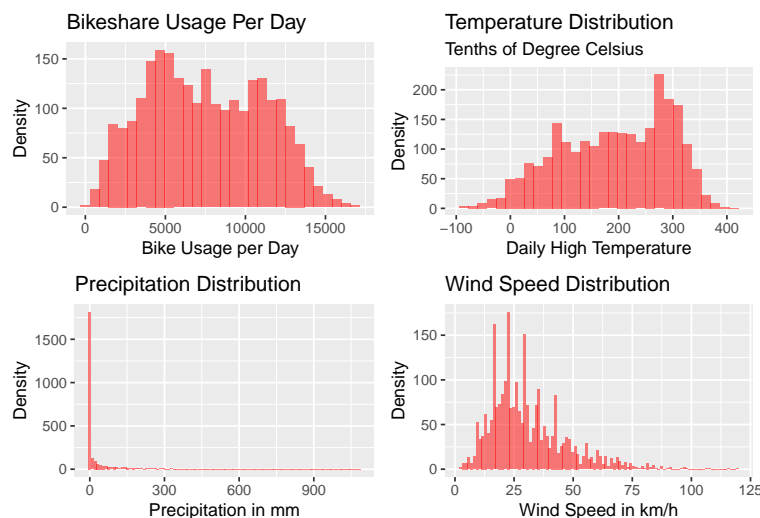 Bikeshare Usage Per Day
150
100
50
0
Density
0 5000 10000 15000
Bike Usage per Day
Temperature Distribution
Tenths of Degree Celsius
200
150
100
50
0
Density
−100 0 100 200 300 400
Daily High Temperature
Precipitation Distribution
1500
1000
500
0
Density
0 300 600 900
Precipitation in mm
Wind Speed Distribution
150
100
50
0
Density
0 25 50 75 100 125
Wind Speed in km/h